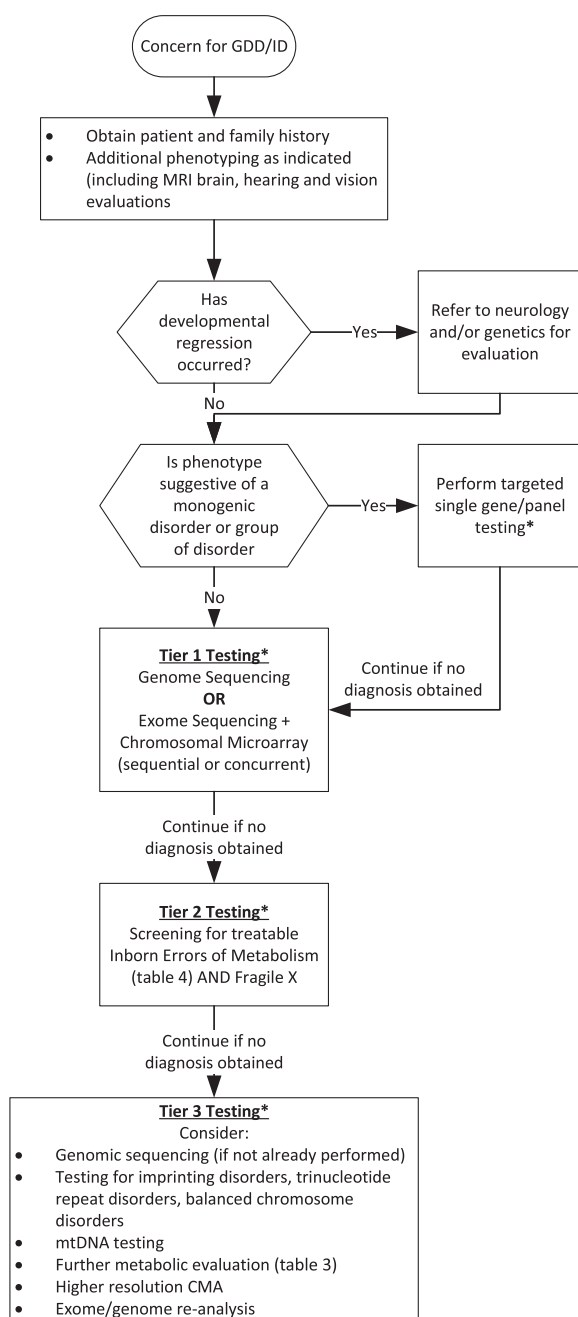 Concern for GDD/ID
• Obtain patient and family history
• Additional phenotyping as indicated
(including MRI brain, hearing and vision
evaluations
Has
developmental
regression
occurred?
Yes
Refer to neurology
and/or genetics for
evaluation
No
Is phenotype
suggestive of a
monogenic
disorder or group
of disorder
Yes
Perform targeted
single gene/panel
testing*
No
Continue if no
diagnosis obtained
Tier 1 Testing*
Genome Sequencing
OR
Exome Sequencing +
Chromosomal Microarray
(sequential or concurrent)
Continue if no
diagnosis obtained
Tier 2 Testing*
Screening for treatable
Inborn Errors of Metabolism
(table 4) AND Fragile X
Continue if no
diagnosis obtained
Tier 3 Testing*
Consider:
• Genomic sequencing (if not already performed)
• Testing for imprinting disorders, trinucleotide
repeat disorders, balanced chromosome
disorders
• mtDNA testing
• Further metabolic evaluation (table 3)
• Higher resolution CMA
• Exome/genome re-analysis